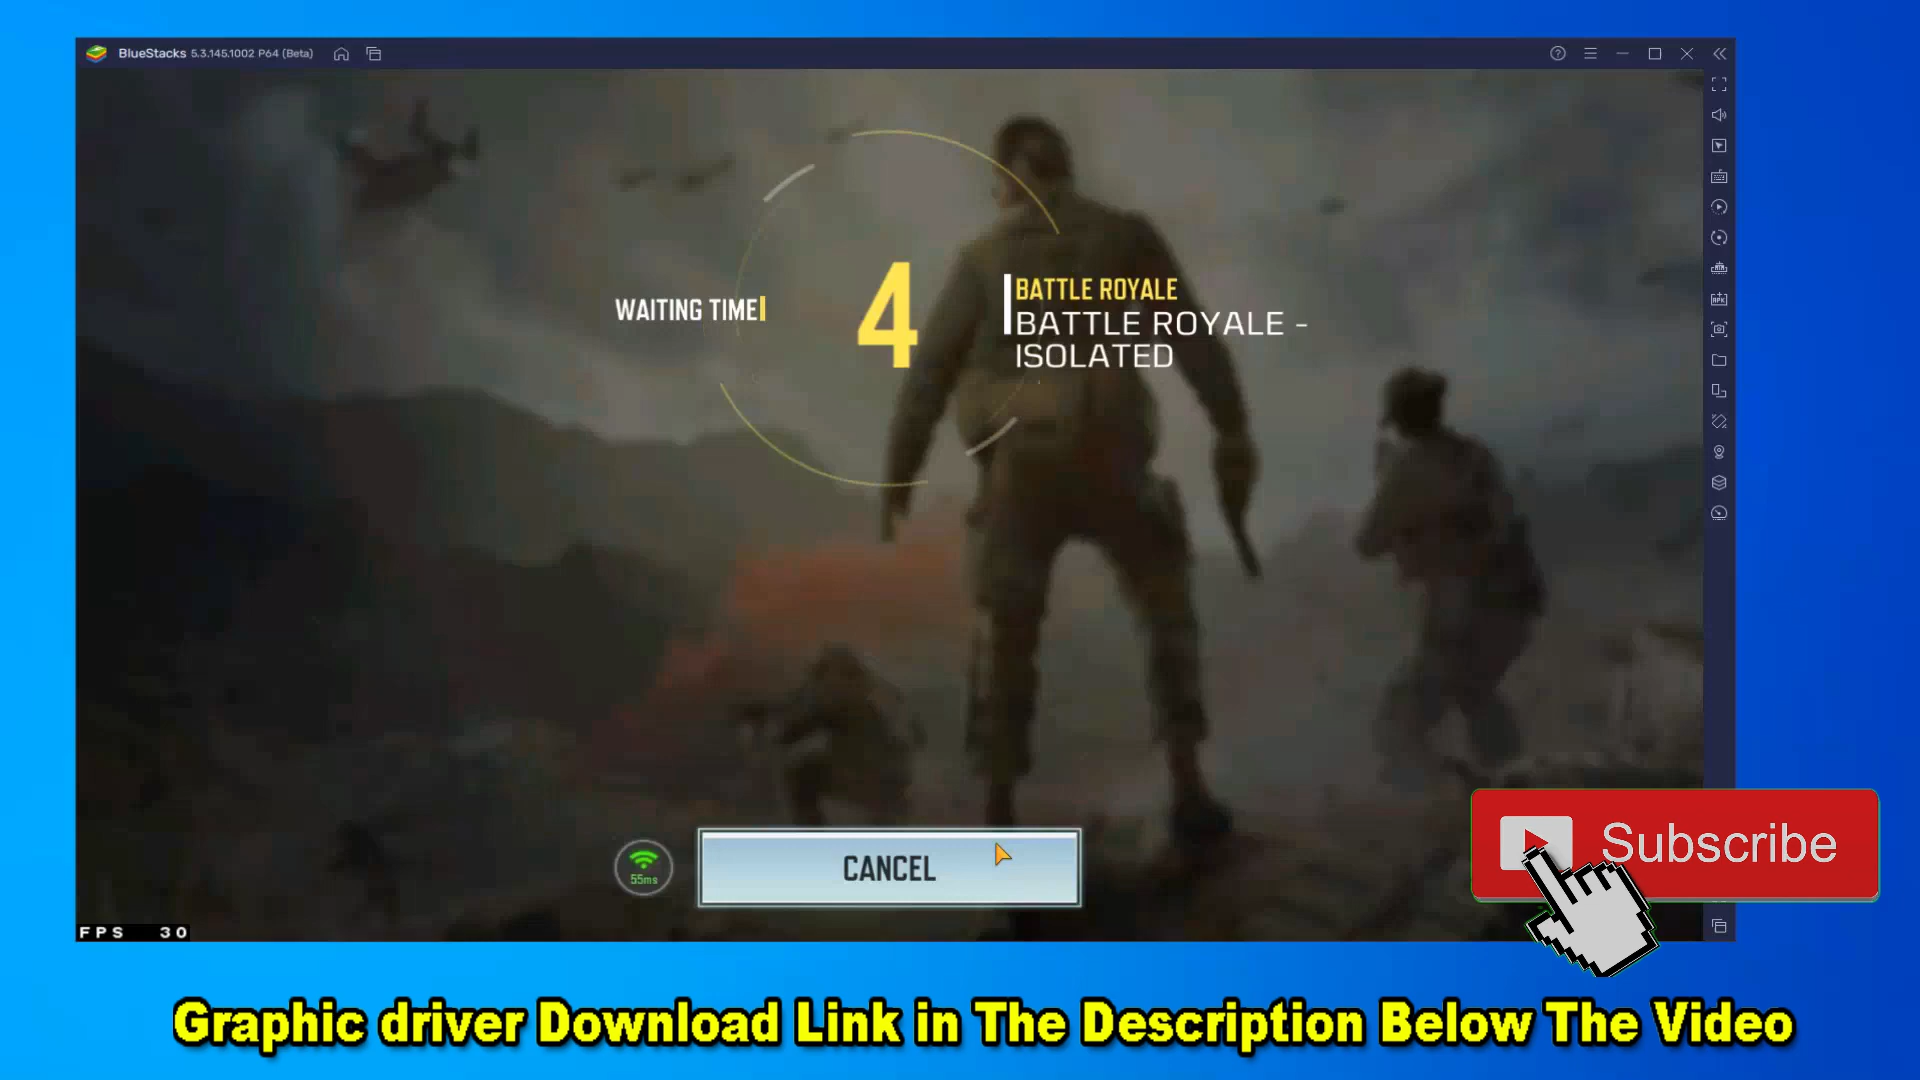 BlueStacks 5.3.145.1002 P64 (Beta)
WAITING TIME
4
BATTLE ROYALE
BATTLE ROYALE -
ISOLATED
55ms
CANCEL
Subscribe
FPS 30
Graphic driver Download Link in The Description Below The Video